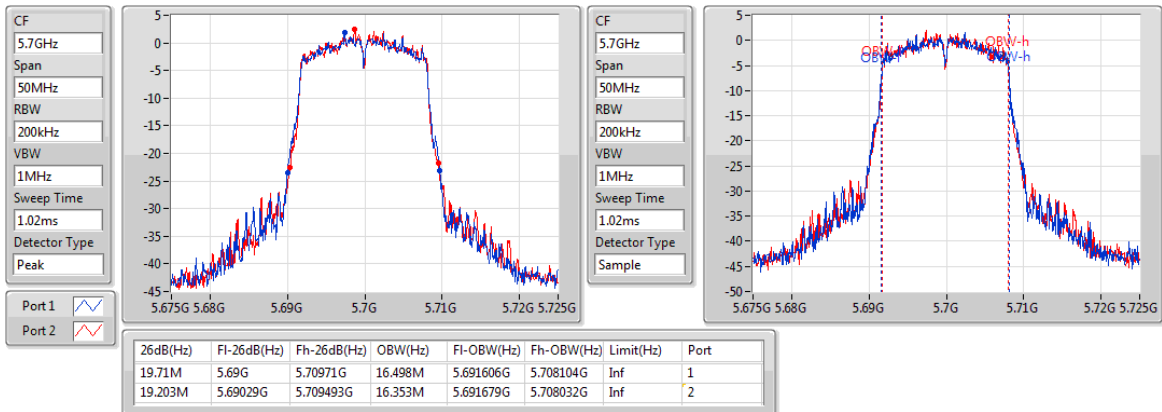 CF
5.7GHz
Span
50MHz
RBW
200kHz
VBW
1MHz
Sweep Time
1.02ms
Detector Type
Peak
Port 1
Port 2
5
0
-5
-10
-15
-20
-25
-30
-35
-40
-45
5.675G 5.68G 5.69G 5.7G 5.71G 5.72G 5.725G
CF
5.7GHz
Span
50MHz
RBW
200kHz
VBW
1MHz
Sweep Time
1.02ms
Detector Type
Sample
5
0
-5
-10
-15
-20
-25
-30
-35
-40
-45
-50
OBW-h
5.675G 5.68G 5.69G 5.7G 5.71G 5.72G 5.725G
26dB(Hz) Fl-26dB(Hz) Fh-26dB(Hz) OBW(Hz) Fl-OBW(Hz) Fh-OBW(Hz) Limit(Hz) Port
19.71M 5.69G 5.70971G 16.498M 5.691606G 5.708104G Inf 1
19.203M 5.69029G 5.709493G 16.353M 5.691679G 5.708032G Inf 2